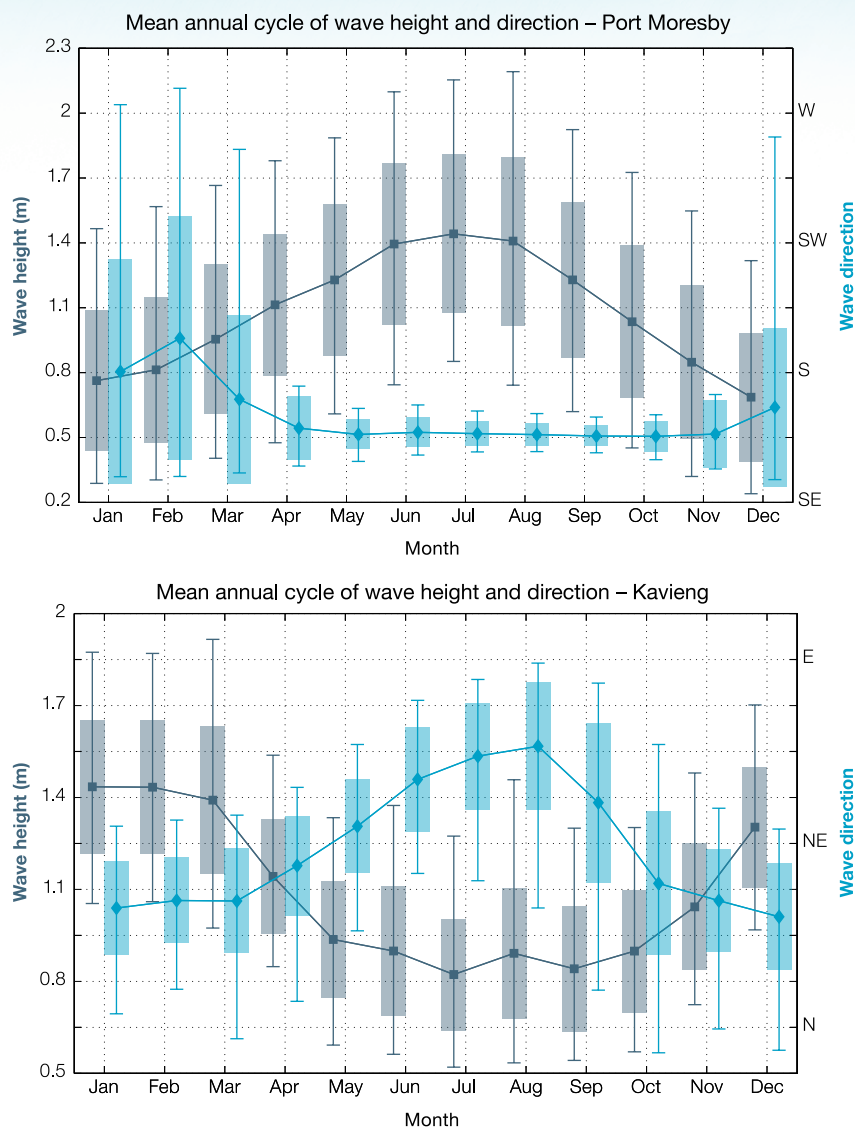 Mean annual cycle of wave height and direction – Port Moresby
2.3
2
1.7
1.4
1.1
0.8
0.5
0.2
Wave height (m)
W
SW
S
SE
Wave direction
Jan Feb Mar Apr May Jun Jul Aug Sep Oct Nov Dec
Month
Mean annual cycle of wave height and direction – Kavieng
2
1.7
1.4
1.1
0.8
0.5
Wave height (m)
E
NE
N
Wave direction
Jan Feb Mar Apr May Jun Jul Aug Sep Oct Nov Dec
Month